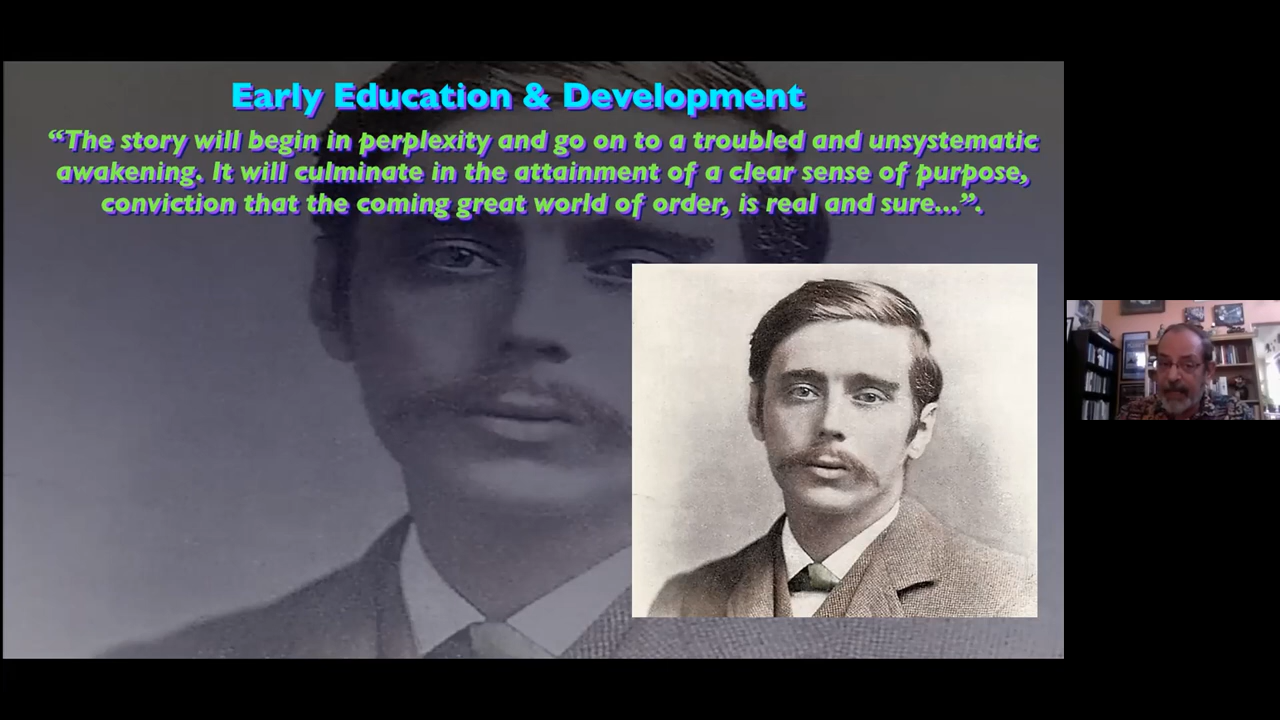 Early Education & Development
“The story will begin in perplexity and go on to a troubled and unsystematic
awakening. It will culminate in the attainment of a clear sense of purpose,
conviction that the coming great world of order, is real and sure...”.